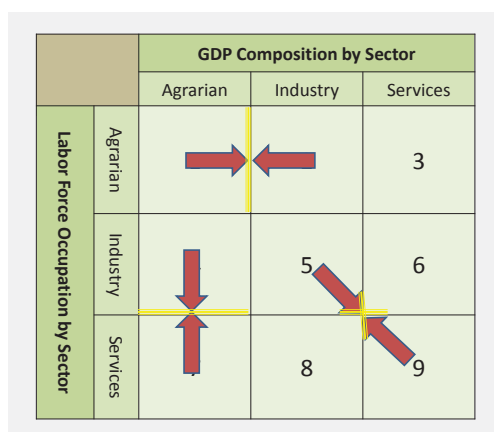 GDP Composition by Sector
Agrarian Industry Services
Labor Force Occupation by Sector
Agrarian
3
Industry
5 6
Services
8 9